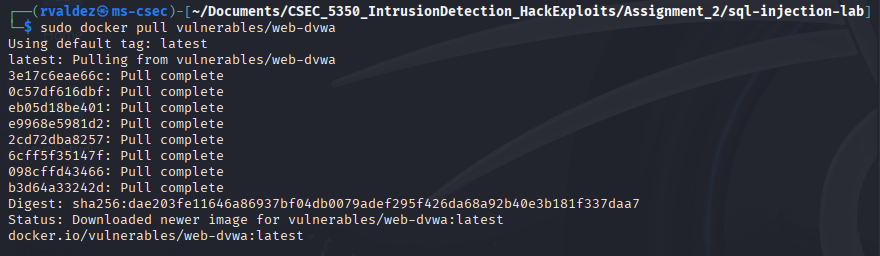 ┌──(rvaldez㉿ms-csec)-[~/Documents/CSEC_5350_IntrusionDetection_HackExploits/Assignment_2/sql-injection-lab]
└─$ sudo docker pull vulnerables/web-dvwa
Using default tag: latest
latest: Pulling from vulnerables/web-dvwa
3e17c6eae66c: Pull complete
0c57df616dbf: Pull complete
eb05d18be401: Pull complete
e9968e5981d2: Pull complete
2cd72dba8257: Pull complete
6cff5f35147f: Pull complete
098cffd43466: Pull complete
b3d64a33242d: Pull complete
Digest: sha256:dae203fe11646a86937bf04db0079adef295f426da68a92b40e3b181f337daa7
Status: Downloaded newer image for vulnerables/web-dvwa:latest
docker.io/vulnerables/web-dvwa:latest